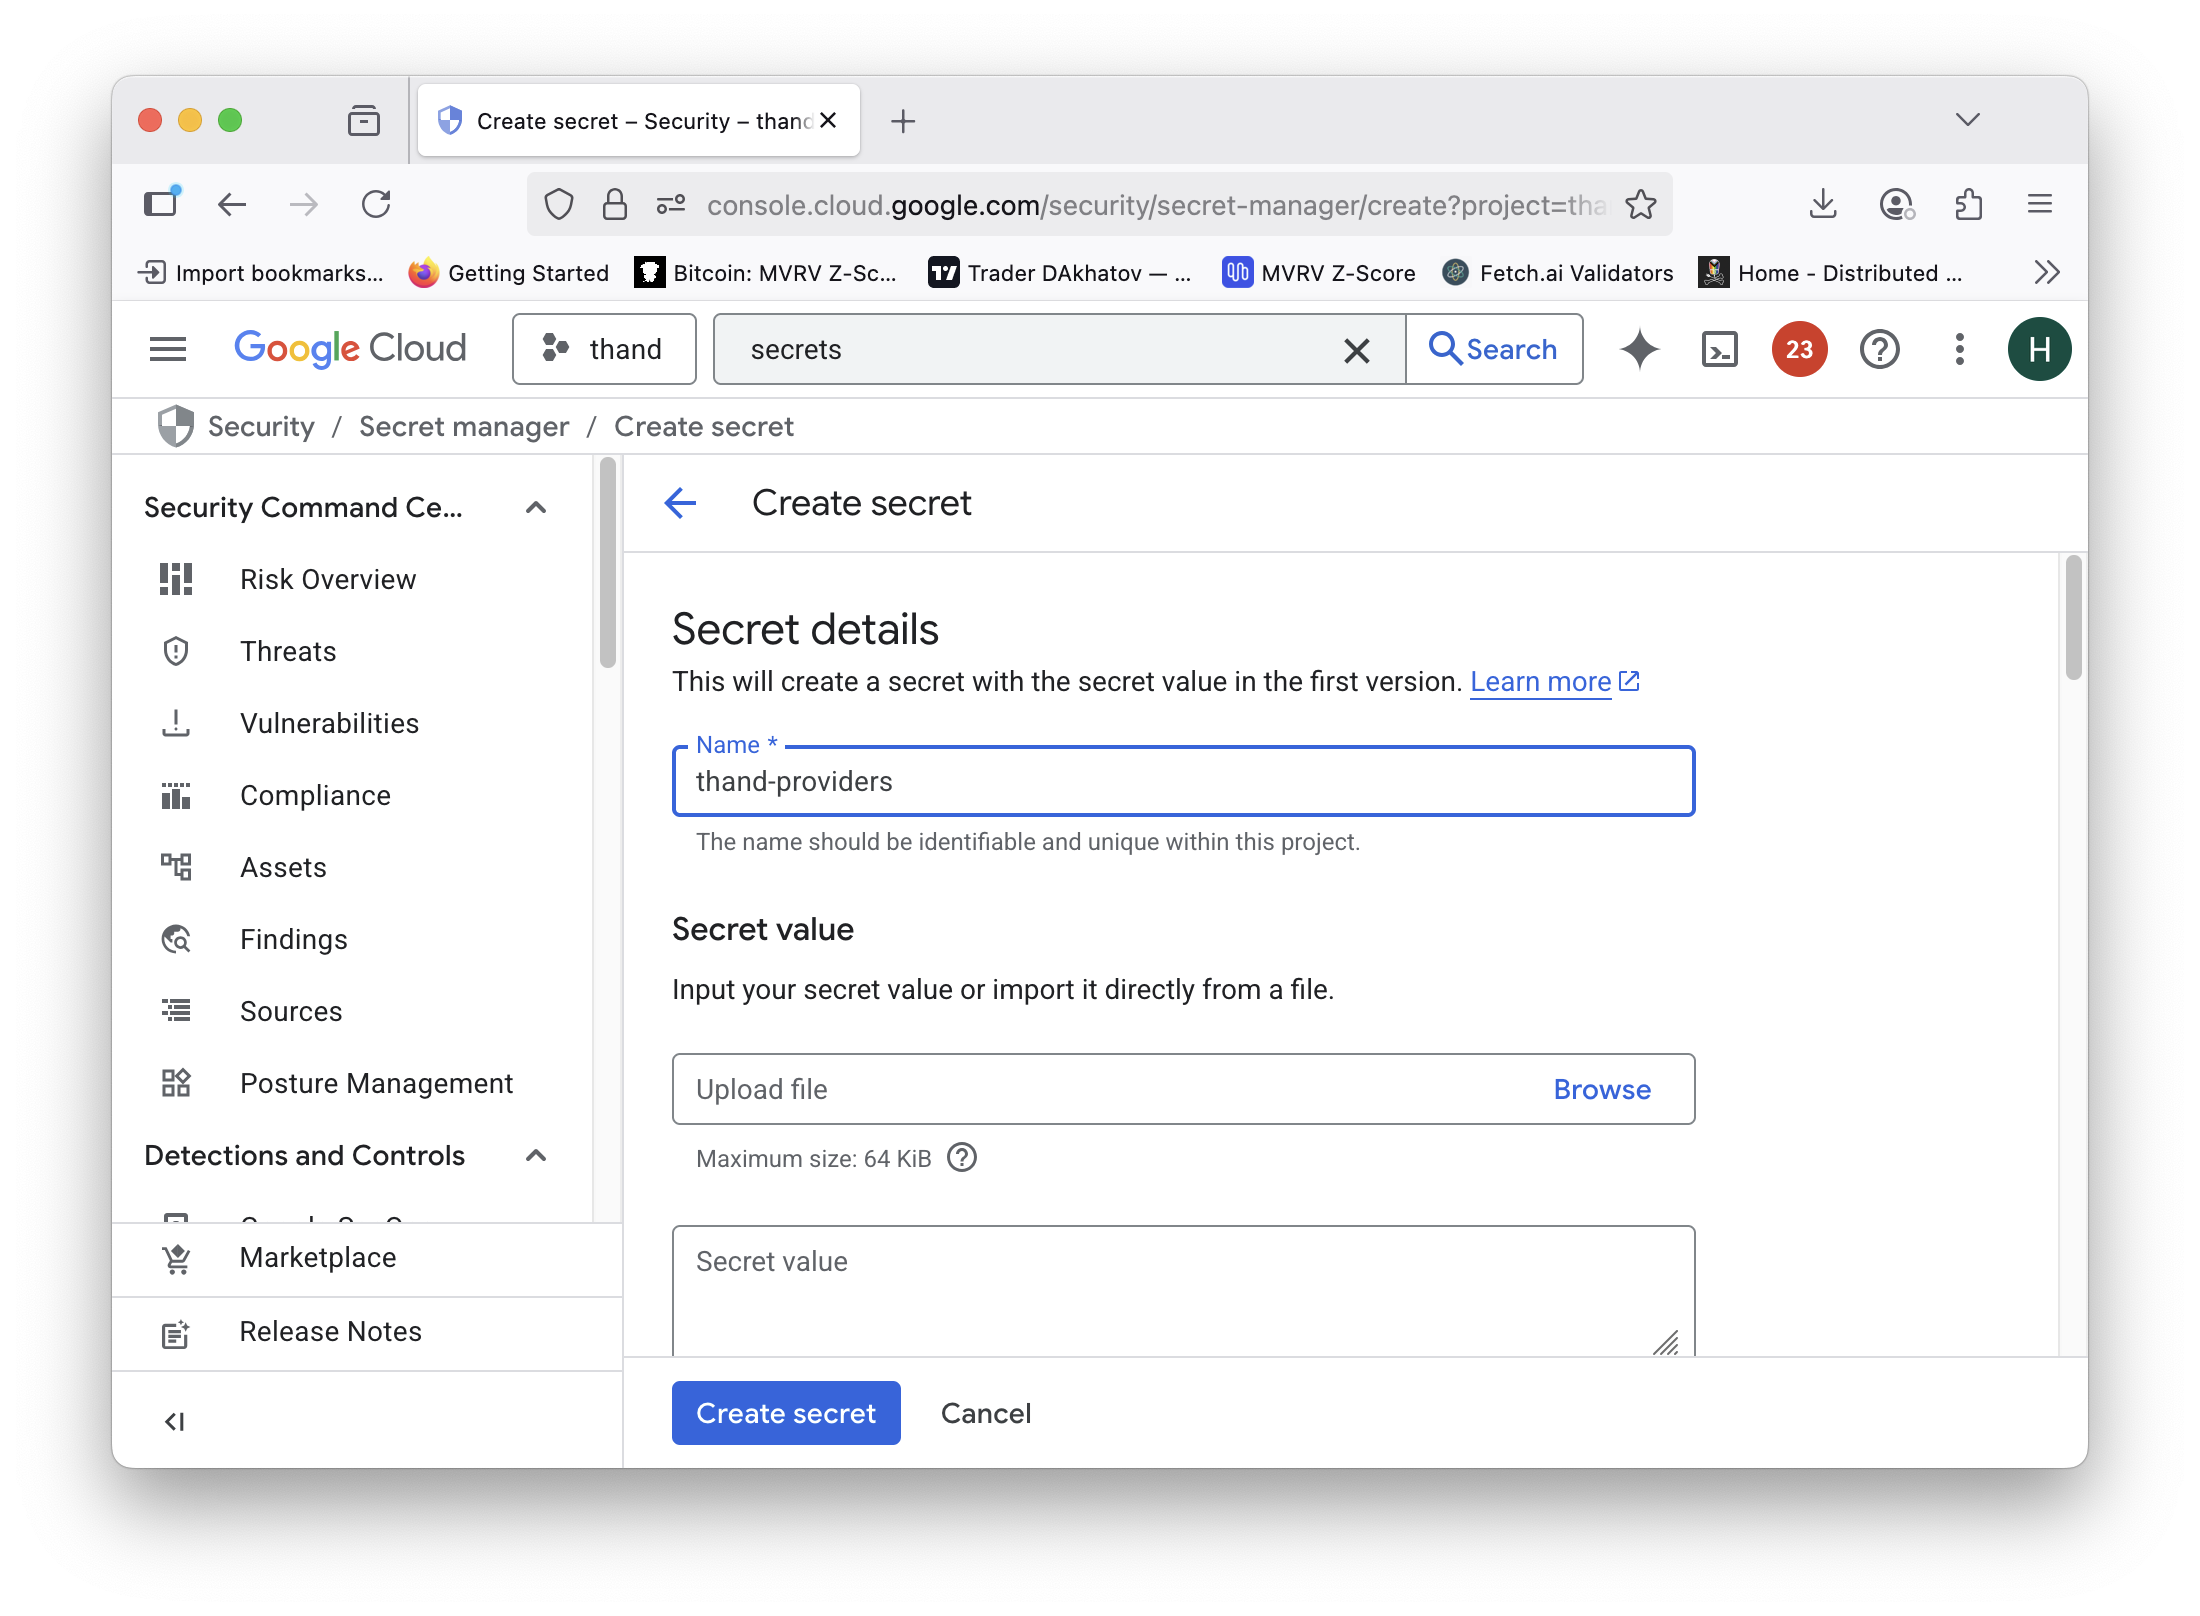 Create secret – Security – thand
console.cloud.google.com/security/secret-manager/create?project=tha
Import bookmarks...
Getting Started
Bitcoin: MVRV Z-Sc...
Trader DAkhatov — ...
MVRV Z-Score
Fetch.ai Validators
Home - Distributed ...
Google Cloud
thand
secrets
Search
23
H
Security / Secret manager / Create secret
Security Command Ce...
Risk Overview
Threats
Vulnerabilities
Compliance
Assets
Findings
Sources
Posture Management
Detections and Controls
Marketplace
Release Notes
Create secret
Secret details
This will create a secret with the secret value in the first version. Learn more
Name *
thand-providers
The name should be identifiable and unique within this project.
Secret value
Input your secret value or import it directly from a file.
Upload file
Browse
Maximum size: 64 KiB
Secret value
Create secret
Cancel